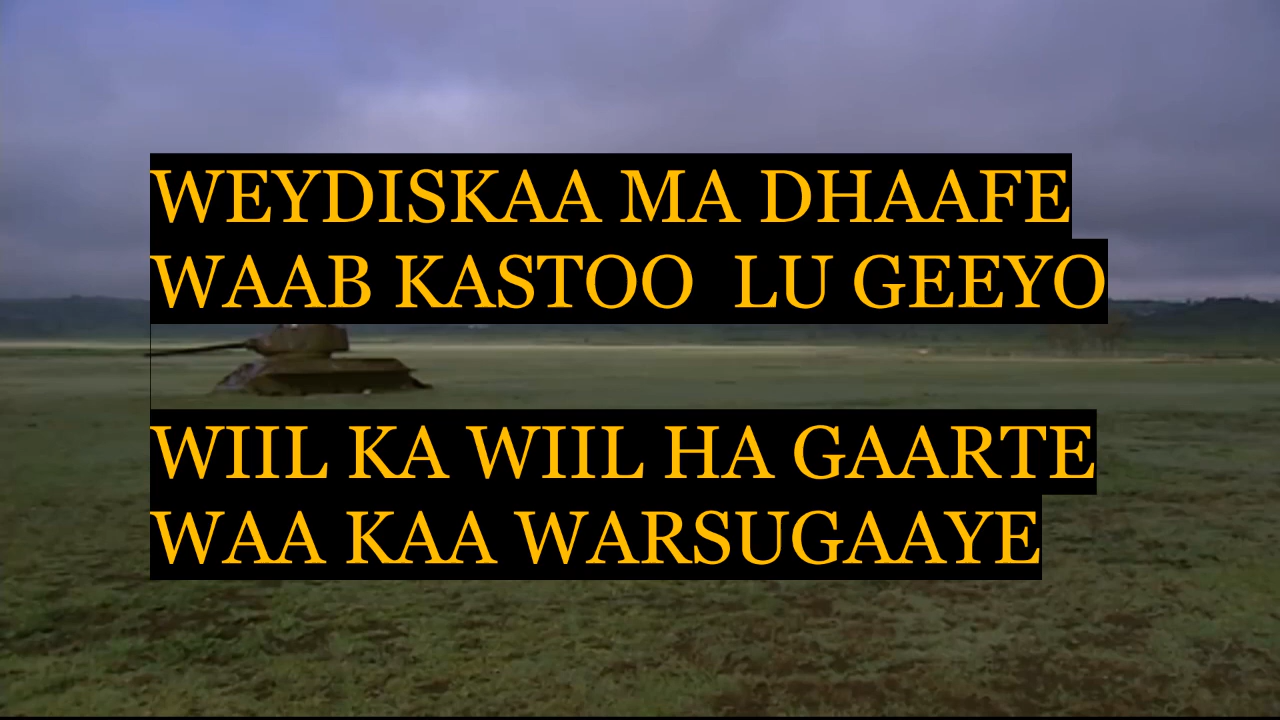 WEYDISKAA MA DHAAFE
WAAB KASTOO  LU GEEYO
WIIL KA WIIL HA GAARTE
WAA KAA WARSUGAAYE